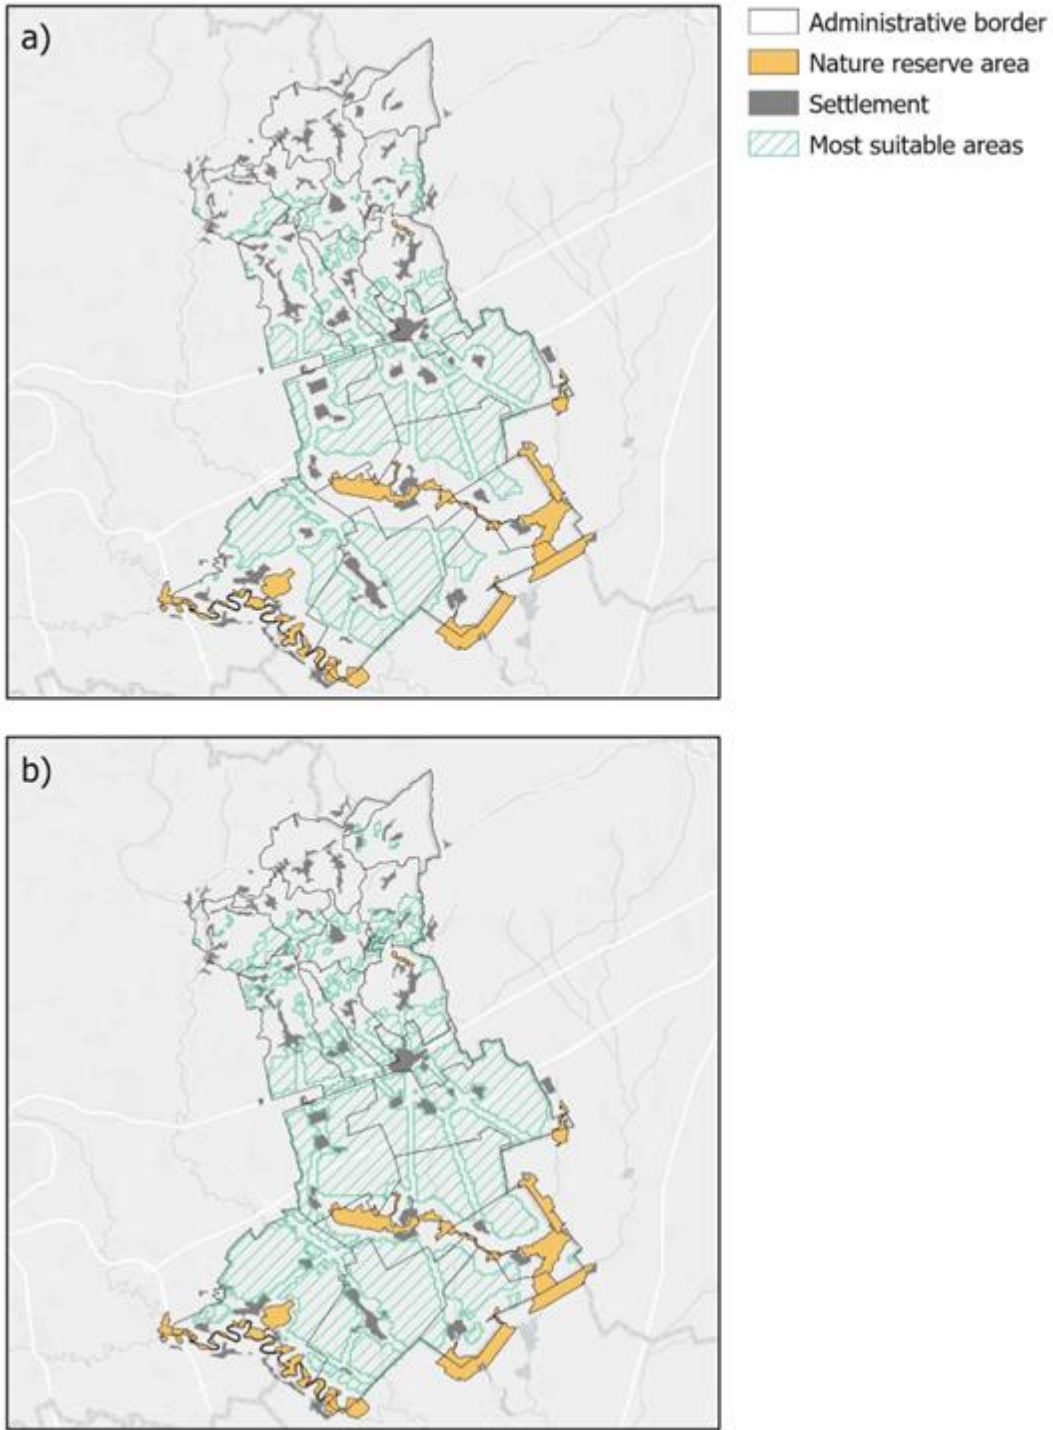 a)
Administrative border
Nature reserve area
Settlement
Most suitable areas
b)